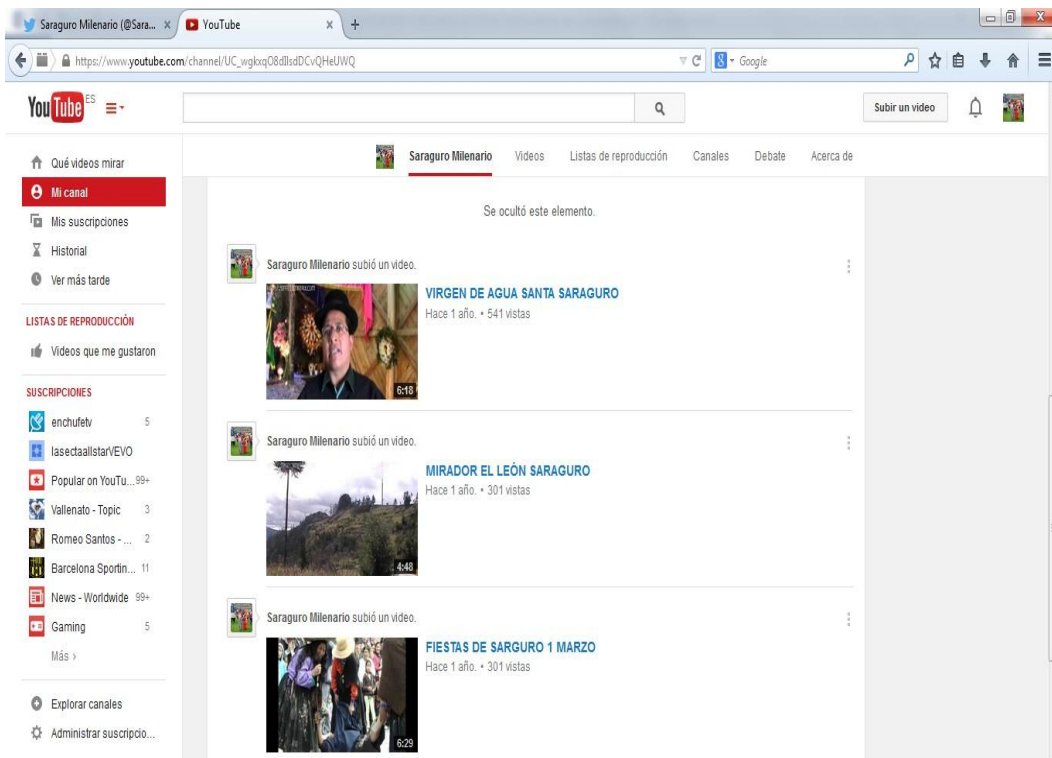 Saraguro Milenario (@Sara...
YouTube
https://www.youtube.com/channel/UC_wgkxqO8dIlsdDCvQHeUWQ
Google
YouTube ES
Subir un video
Saraguro Milenario Videos Listas de reproducción Canales Debate Acerca de
Qué videos mirar
Mi canal
Mis suscripciones
Historial
Ver más tarde
LISTAS DE REPRODUCCIÓN
Videos que me gustaron
SUSCRIPCIONES
enchufetv 5
lasectaallstarVEVO
Popular on YouTu... 99+
Vallenato - Topic 3
Romeo Santos - ... 2
Barcelona Sportin... 11
News - Worldwide 99+
Gaming 5
Más >
Explorar canales
Administrar suscripcio...
Se ocultó este elemento.
Saraguro Milenario subió un video.
VIRGEN DE AGUA SANTA SARAGURO
Hace 1 año. • 541 vistas
6:18
Saraguro Milenario subió un video.
MIRADOR EL LEÓN SARAGURO
Hace 1 año. • 301 vistas
4:48
Saraguro Milenario subió un video.
FIESTAS DE SARGURO 1 MARZO
Hace 1 año. • 301 vistas
6:29